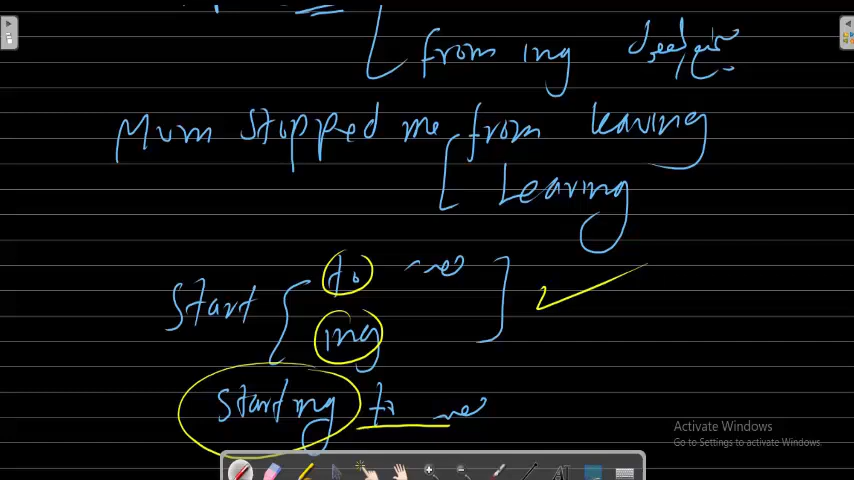 from ing
Mum stopped me from leaving
Leaving
Start to
ing
starting to
Activate Windows
Go to Settings to activate Windows.